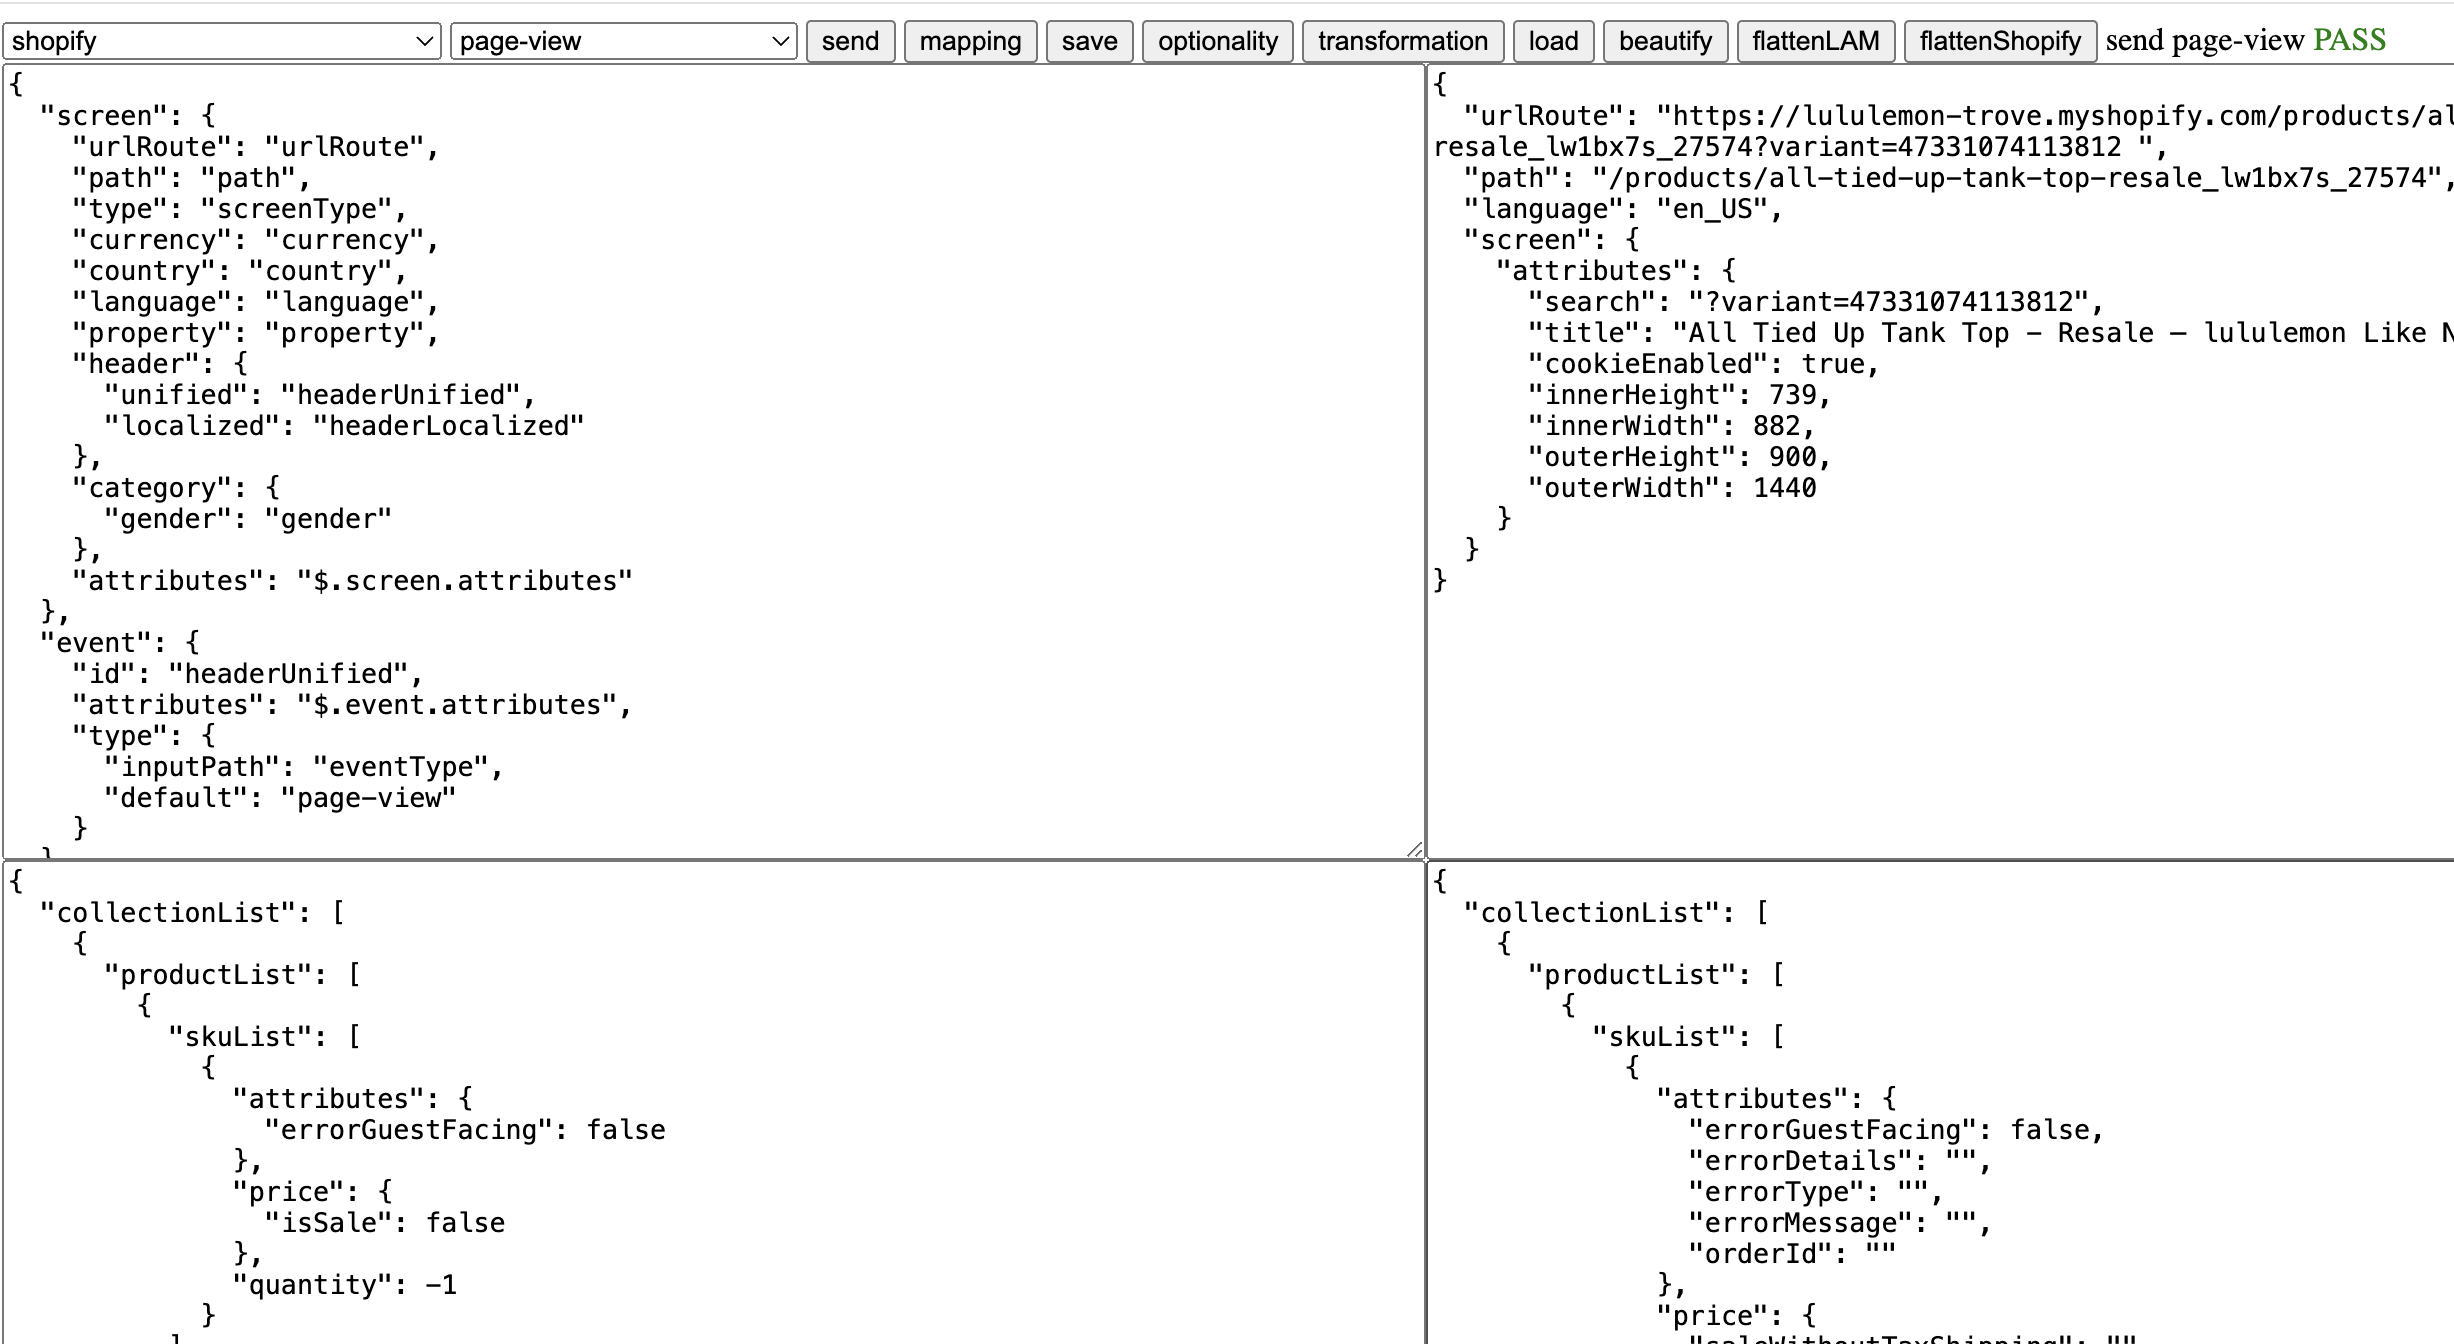 shopify page-view send mapping save optionality transformation load beautify flattenLAM flattenShopify send page-view PASS
{
  "screen": {
    "urlRoute": "urlRoute",
    "path": "path",
    "type": "screenType",
    "currency": "currency",
    "country": "country",
    "language": "language",
    "property": "property",
    "header": {
      "unified": "headerUnified",
      "localized": "headerLocalized"
    },
    "category": {
      "gender": "gender"
    },
    "attributes": "$.screen.attributes"
  },
  "event": {
    "id": "headerUnified",
    "attributes": "$.event.attributes",
    "type": {
      "inputPath": "eventType",
      "default": "page-view"
    }
  }
{
  "urlRoute": "https://lululemon-trove.myshopify.com/products/al
resale_lw1bx7s_27574?variant=47331074113812 ",
  "path": "/products/all-tied-up-tank-top-resale_lw1bx7s_27574",
  "language": "en_US",
  "screen": {
    "attributes": {
      "search": "?variant=47331074113812",
      "title": "All Tied Up Tank Top - Resale – lululemon Like N
      "cookieEnabled": true,
      "innerHeight": 739,
      "innerWidth": 882,
      "outerHeight": 900,
      "outerWidth": 1440
    }
  }
}
{
  "collectionList": [
    {
      "productList": [
        {
          "skuList": [
            {
              "attributes": {
                "errorGuestFacing": false
              },
              "price": {
                "isSale": false
              },
              "quantity": -1
            }
          ]
{
  "collectionList": [
    {
      "productList": [
        {
          "skuList": [
            {
              "attributes": {
                "errorGuestFacing": false,
                "errorDetails": "",
                "errorType": "",
                "errorMessage": "",
                "orderId": ""
              },
              "price": {
                "saleWithoutTaxShipping": ""